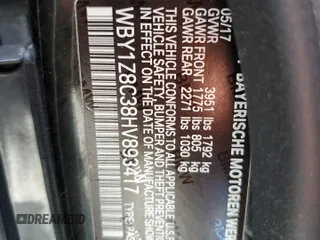 BAYERISCHE MOTOREN WE
05/17
GVWR 3951 lbs 1792 kg
GAWR FRONT 1775 lbs 805 kg
GAWR REAR 2271 lbs 1030 kg
THIS VEHICLE CONFORMS TO ALL APPLICABLE
VEHICLE SAFETY, BUMPER AND THEFT PREVENTION
IN EFFECT ON THE DATE OF MANUFACTURE
WBY1Z8C38HV893417
TYPE: PAS
DREAMBID